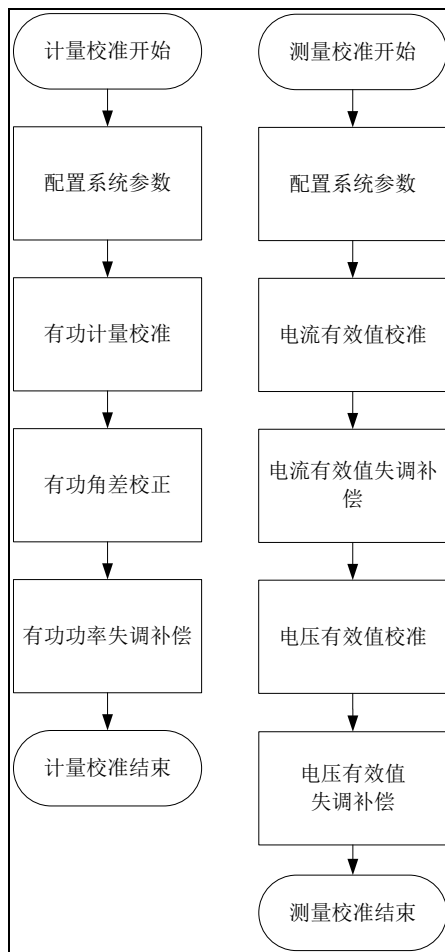 计量校准开始
配置系统参数
有功计量校准
有功角差校正
有功功率失调补偿
计量校准结束
测量校准开始
配置系统参数
电流有效值校准
电流有效值失调补
偿
电压有效值校准
电压有效值
失调补偿
测量校准结束